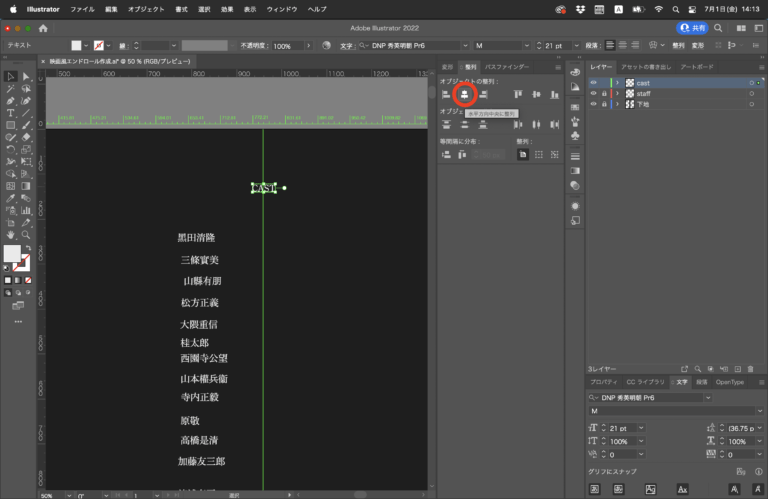 Illustrator ファイル 編集 オブジェクト 書式 選択 効果 表示 ウィンドウ ヘルプ 7月1日(金) 14:13
Adobe Illustrator 2022 共有
テキスト 線: 不透明度: 100% 文字: DNP 秀英明朝 Pr6 M 21 pt 段落: 整列 変形
× 映画風エンドロール作成.ai* @ 50 % (RGB/プレビュー)
500 600 700 800 900 1000 1100 1200 130
変形 整列 パスファインダー
オブジェクトの整列:
水平方向中央に整列
オブジェ
等間隔に分布: 整列:
レイヤー アセットの書き出し アートボード
cast
staff
下地
CAST
黒田清隆
三條實美
山縣有朋
松方正義
大隈重信
桂太郎
西園寺公望
山本權兵衞
寺内正毅
原敬
高橋是清
加藤友三郎
3レイヤー
プロパティ CC ライブラリ 文字 段落 OpenType
DNP 秀英明朝 Pr6
M
21 pt (36.75 p
100% 100%
0 0
グリフにスナップ
50% 0° 1 選択